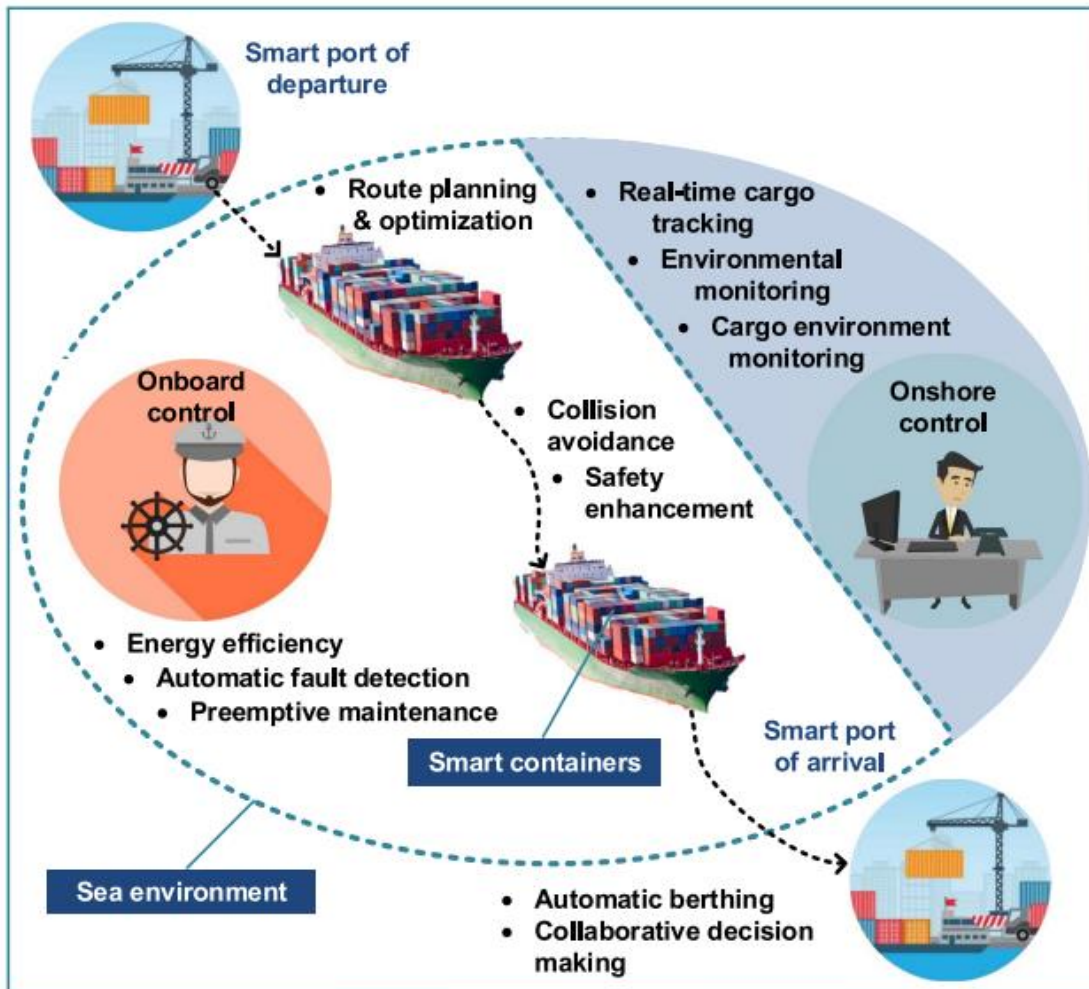 Smart port of
departure
• Route planning
& optimization
• Real-time cargo
tracking
• Environmental
monitoring
• Cargo environment
monitoring
Onboard
control
• Collision
avoidance
• Safety
enhancement
Onshore
control
• Energy efficiency
• Automatic fault detection
• Preemptive maintenance
Smart containers
Smart port
of arrival
Sea environment
• Automatic berthing
• Collaborative decision
making